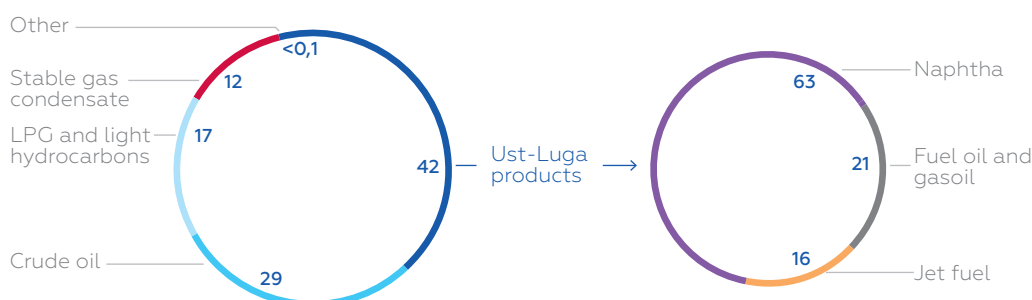 Other
<0,1
Stable gas
condensate
12
LPG and light
hydrocarbons
17
42
Crude oil
29
Ust-Luga
products
Naphtha
63
Fuel oil and
gasoil
21
16
Jet fuel